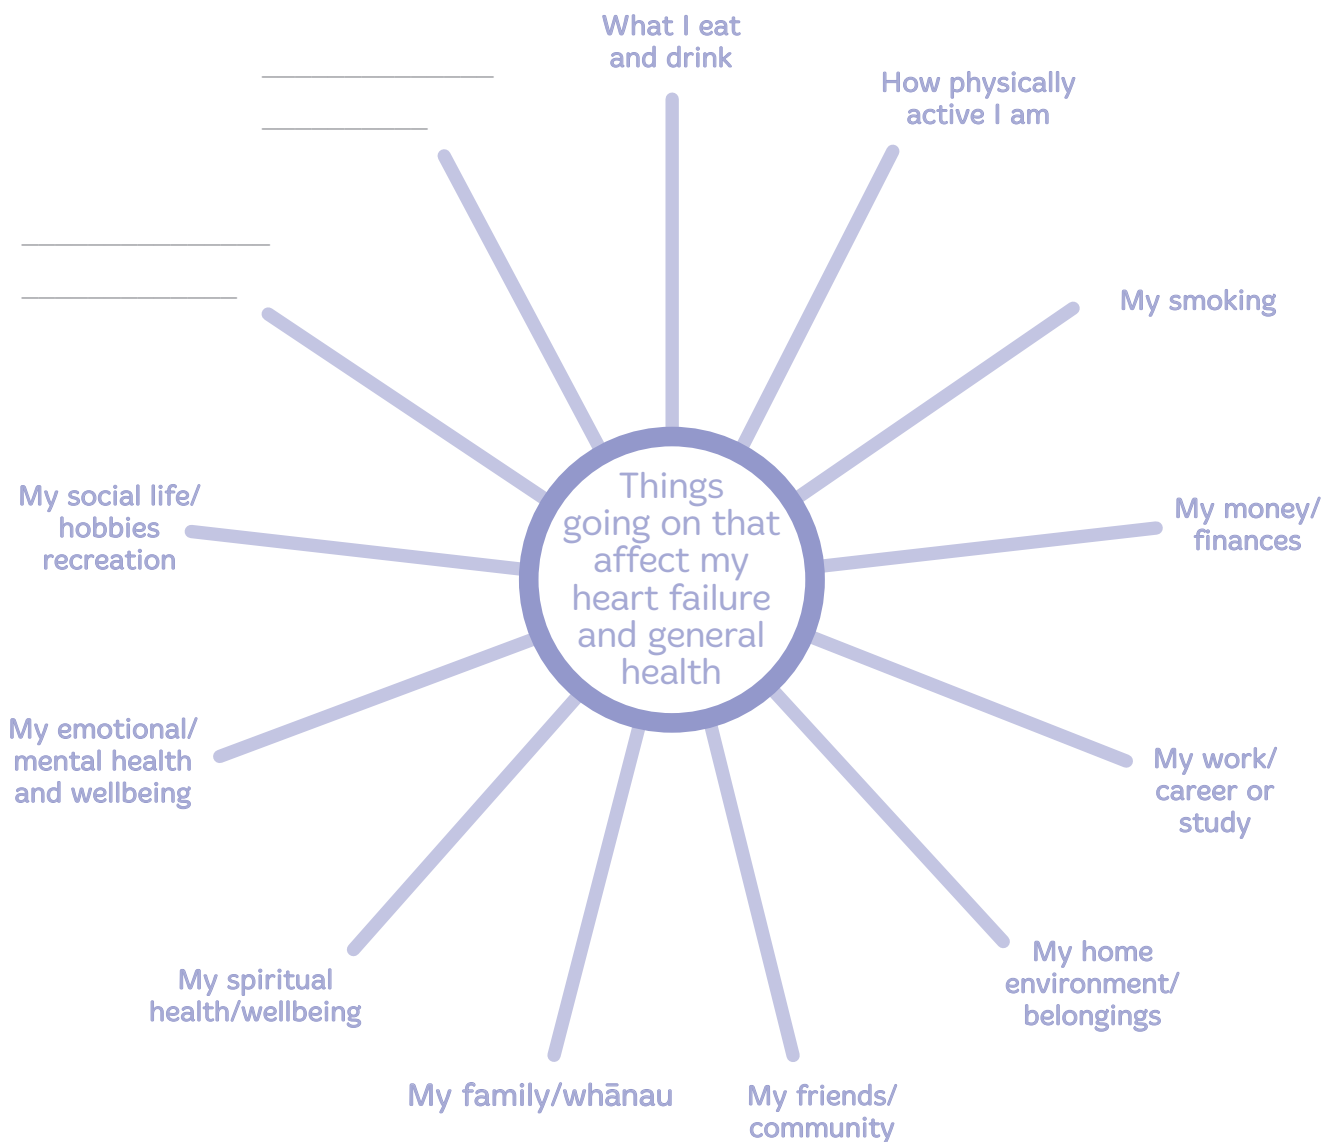 What I eat
and drink
How physically
active I am
My smoking
My money/
finances
My work/
career or
study
My home
environment/
belongings
My friends/
community
My family/whānau
My spiritual
health/wellbeing
My emotional/
mental health
and wellbeing
My social life/
hobbies
recreation
Things
going on that
affect my
heart failure
and general
health